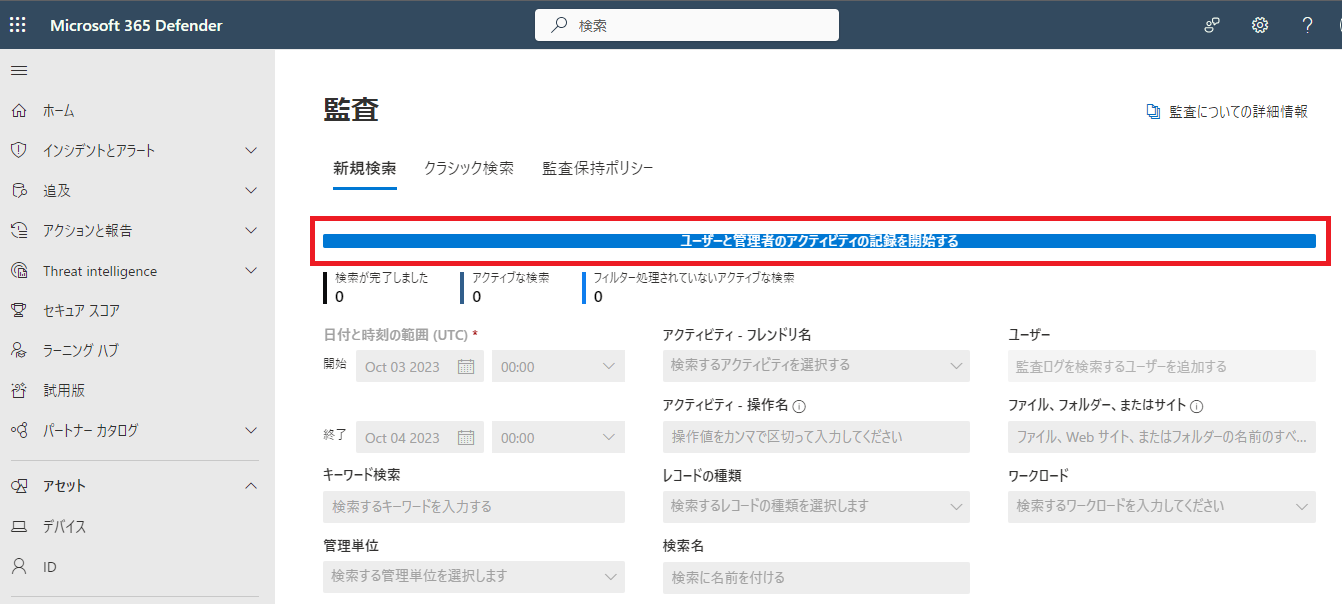 Microsoft 365 Defender
検索
ホーム
インシデントとアラート
追及
アクションと報告
Threat intelligence
セキュア スコア
ラーニング ハブ
試用版
パートナー カタログ
アセット
デバイス
ID
監査
監査についての詳細情報
新規検索 クラシック検索 監査保持ポリシー
ユーザーと管理者のアクティビティの記録を開始する
検索が完了しました アクティブな検索 フィルター処理されていないアクティブな検索
0 0 0
日付と時刻の範囲 (UTC) *
開始 Oct 03 2023 00:00
終了 Oct 04 2023 00:00
キーワード検索
検索するキーワードを入力する
管理単位
検索する管理単位を選択します
アクティビティ - フレンドリ名
検索するアクティビティを選択する
アクティビティ - 操作名
操作値をカンマで区切って入力してください
レコードの種類
検索するレコードの種類を選択します
検索名
検索に名前を付ける
ユーザー
監査ログを検索するユーザーを追加する
ファイル、フォルダー、またはサイト
ファイル、Web サイト、またはフォルダーの名前のすべ...
ワークロード
検索するワークロードを入力してください